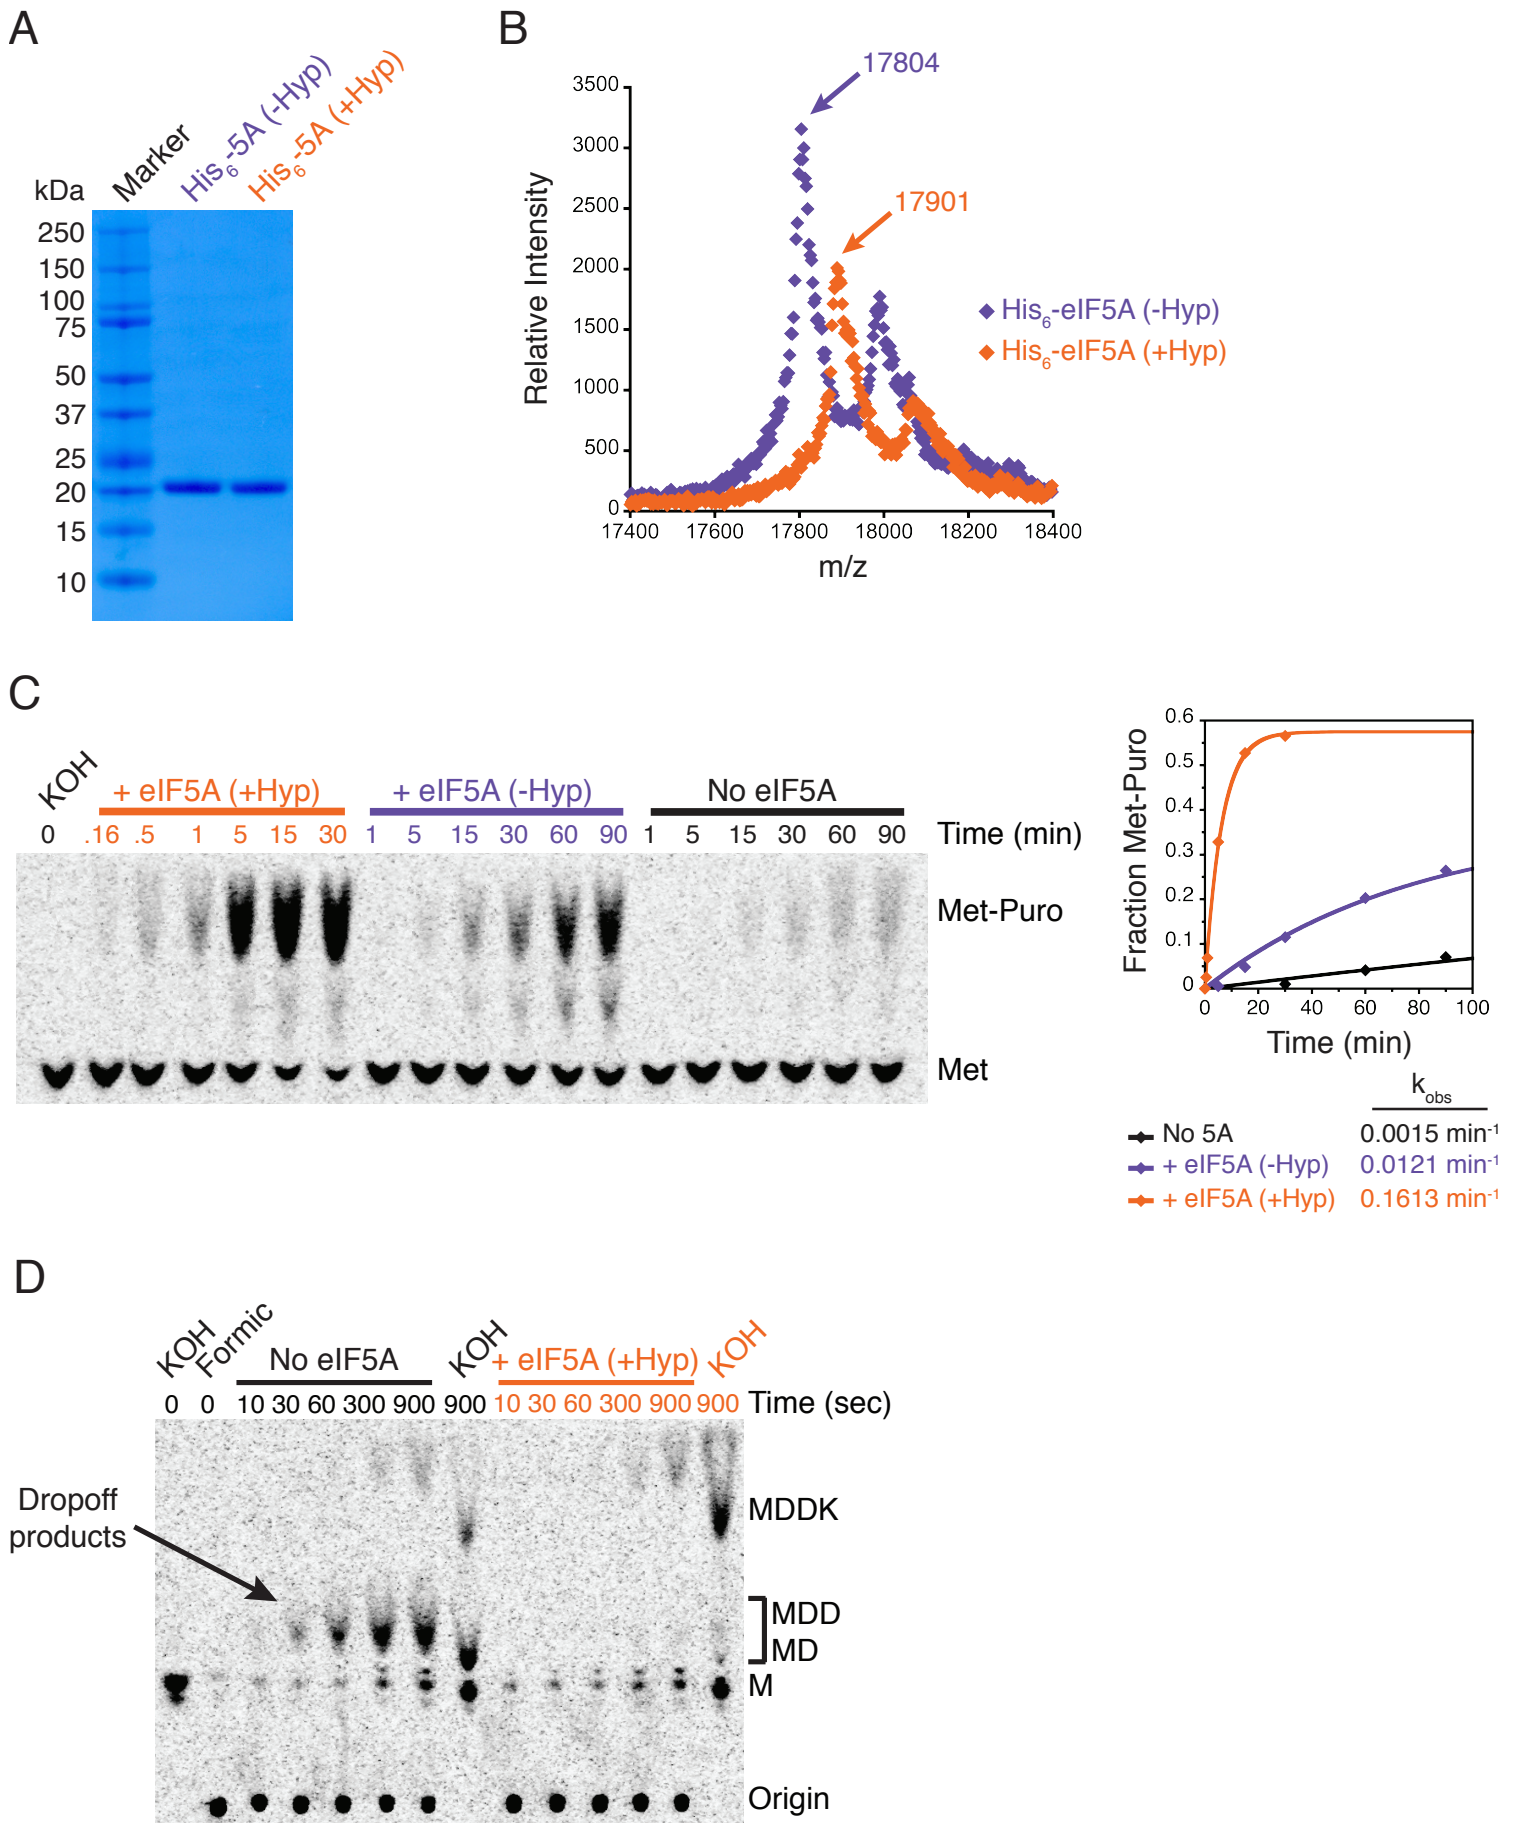 A
kDa
Marker
His6-5A (-Hyp)
His6-5A (+Hyp)
250
150
100
75
50
37
25
20
15
10
B
17804
17901
Relative Intensity
3500
3000
2500
2000
1500
1000
500
0
17400 17600 17800 18000 18200 18400
m/z
His6-eIF5A (-Hyp)
His6-eIF5A (+Hyp)
C
KOH
+ eIF5A (+Hyp)
+ eIF5A (-Hyp)
No eIF5A
0 .16 .5 1 5 15 30 1 5 15 30 60 90 1 5 15 30 60 90 Time (min)
Met-Puro
Met
Fraction Met-Puro
0.6
0.5
0.4
0.3
0.2
0.1
0
0 20 40 60 80 100
Time (min)
kobs
No 5A 0.0015 min-1
+ eIF5A (-Hyp) 0.0121 min-1
+ eIF5A (+Hyp) 0.1613 min-1
D
KOH
Formic
No eIF5A
KOH
+ eIF5A (+Hyp)
KOH
0 0 10 30 60 300 900 900 10 30 60 300 900 900 Time (sec)
Dropoff
products
MDDK
MDD
MD
M
Origin